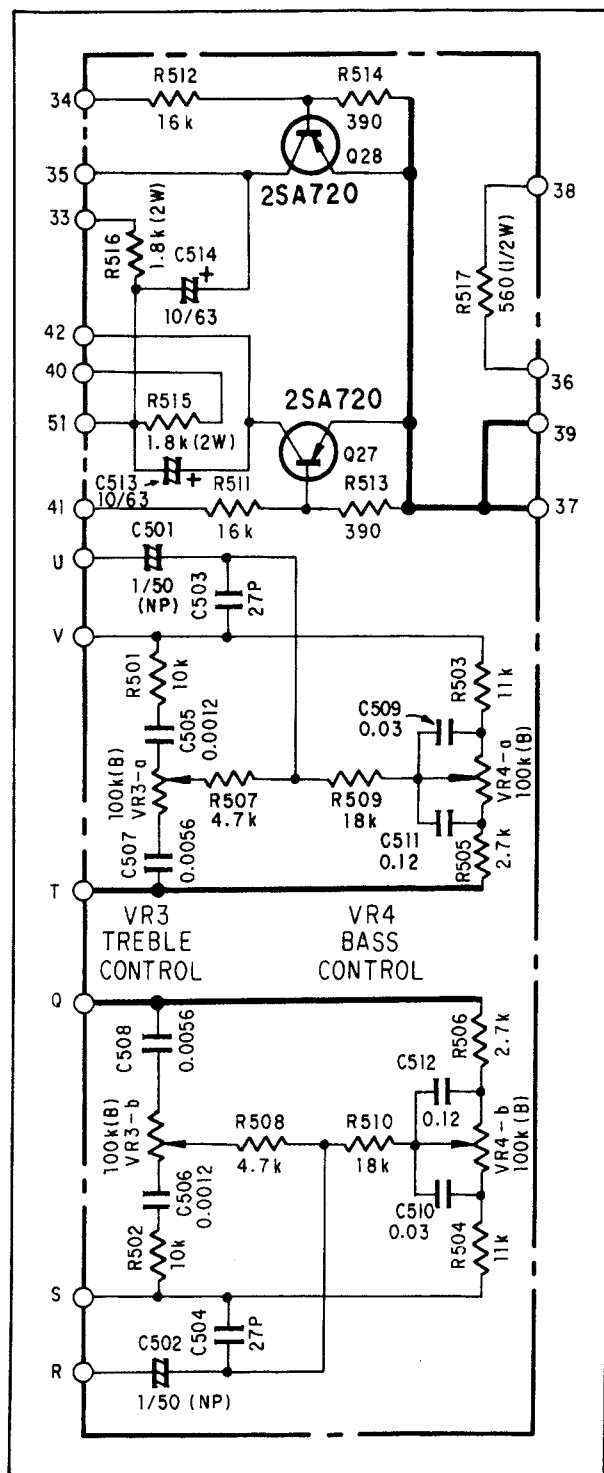 R512
R514
34
16k
390
Q28
35
2SA720
38
33
R516
1.8k(2W)
C514
+
10/63
R517
560(1/2W)
42
40
36
R515
2SA720
51
39
1.8k(2W)
Q27
C513
+
10/63
R511
R513
41
16k
390
37
C501
U
1/50
(NP)
C503
27P
V
R501
10k
R503
11k
C505
0.0012
C509
0.03
100k(B)
VR3-a
R507
4.7k
R509
18k
VR4-a
100k(B)
C507
0.0056
C511
0.12
R505
2.7k
T
VR3
TREBLE
CONTROL
VR4
BASS
CONTROL
Q
C508
0.0056
R506
2.7k
C512
0.12
100k(B)
VR3-b
R508
4.7k
R510
18k
VR4-b
100k(B)
C506
0.0012
C510
0.03
R502
10k
R504
11k
S
C504
27P
C502
R
1/50 (NP)